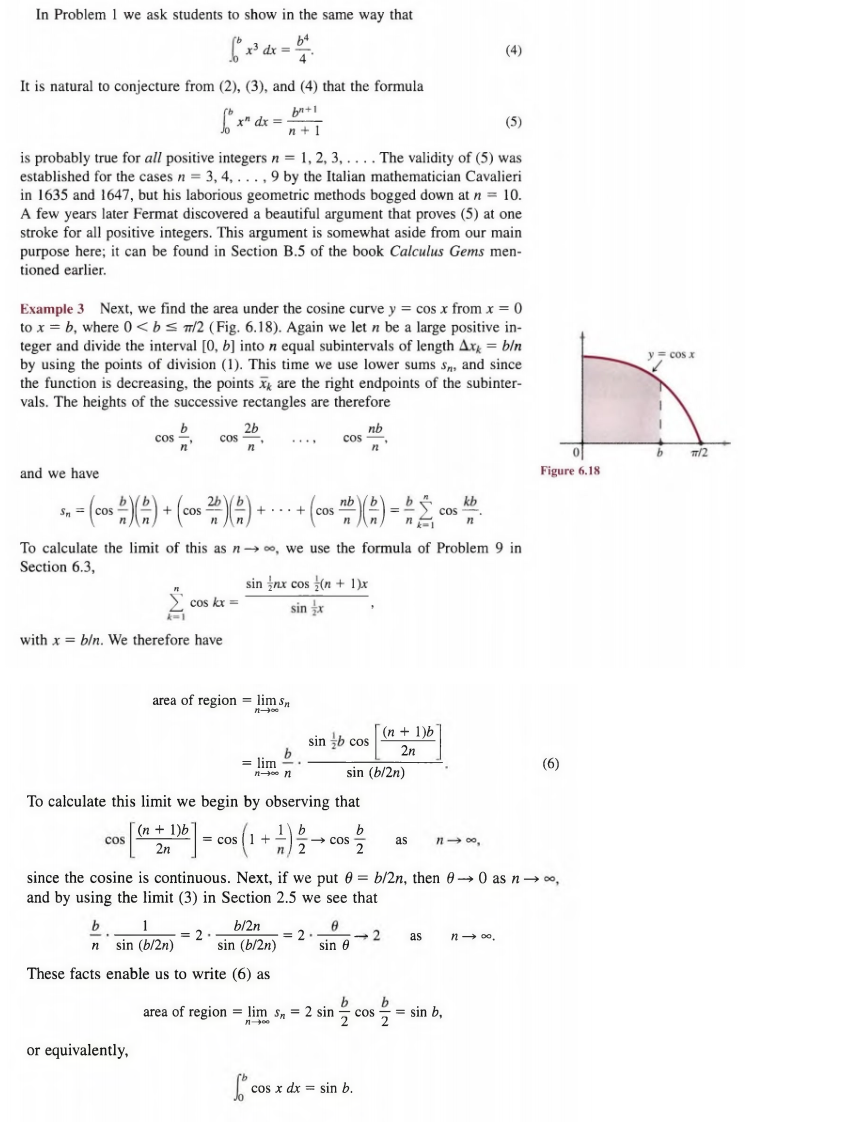 In Problem 1 we ask students to show in the same way that
∫₀ᵇ x³ dx = b⁴/4. (4)
It is natural to conjecture from (2), (3), and (4) that the formula
∫₀ᵇ xⁿ dx = bⁿ⁺¹/(n + 1) (5)
is probably true for all positive integers n = 1, 2, 3, . . . . The validity of (5) was
established for the cases n = 3, 4, . . . , 9 by the Italian mathematician Cavalieri
in 1635 and 1647, but his laborious geometric methods bogged down at n = 10.
A few years later Fermat discovered a beautiful argument that proves (5) at one
stroke for all positive integers. This argument is somewhat aside from our main
purpose here; it can be found in Section B.5 of the book Calculus Gems men-
tioned earlier.
Example 3 Next, we find the area under the cosine curve y = cos x from x = 0
to x = b, where 0 < b ≤ π/2 (Fig. 6.18). Again we let n be a large positive in-
teger and divide the interval [0, b] into n equal subintervals of length Δxₖ = b/n
by using the points of division (1). This time we use lower sums sₙ, and since
the function is decreasing, the points x̄ₖ are the right endpoints of the subinter-
vals. The heights of the successive rectangles are therefore
cos b/n, cos 2b/n, . . . . , cos nb/n,
and we have
sₙ = (cos b/n)(b/n) + (cos 2b/n)(b/n) + · · · + (cos nb/n)(b/n) = b/n ∑ₖ₌₁ⁿ cos kb/n.
To calculate the limit of this as n → ∞, we use the formula of Problem 9 in
Section 6.3,
∑ₖ₌₁ⁿ cos kx = (sin ½nx cos ½(n + 1)x)/(sin ½x),
with x = b/n. We therefore have
y = cos x
0 b π/2
Figure 6.18
area of region = lim n→∞ sₙ
= lim n→∞ b/n · (sin ½b cos [(n + 1)b/2n])/(sin (b/2n)). (6)
To calculate this limit we begin by observing that
cos [(n + 1)b/2n] = cos (1 + 1/n) b/2 → cos b/2 as n → ∞,
since the cosine is continuous. Next, if we put θ = b/2n, then θ → 0 as n → ∞,
and by using the limit (3) in Section 2.5 we see that
b/n · 1/(sin (b/2n)) = 2 · (b/2n)/(sin (b/2n)) = 2 · θ/(sin θ) → 2 as n → ∞.
These facts enable us to write (6) as
area of region = lim n→∞ sₙ = 2 sin b/2 cos b/2 = sin b,
or equivalently,
∫₀ᵇ cos x dx = sin b.